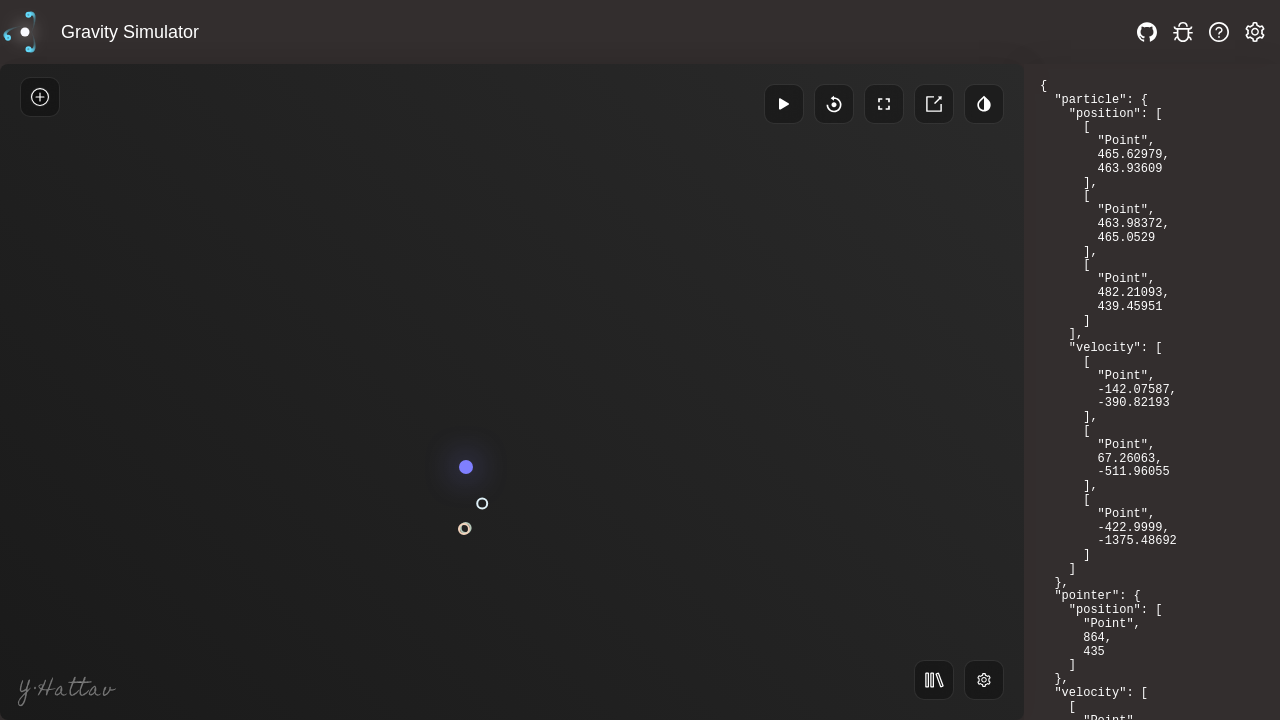 Gravity Simulator
{
"particle": {
"position": [
[
"Point",
465.62979,
463.93609
],
[
"Point",
463.98372,
465.0529
],
[
"Point",
482.21093,
439.45951
]
],
"velocity": [
[
"Point",
-142.07587,
-390.82193
],
[
"Point",
67.26063,
-511.96055
],
[
"Point",
-422.9999,
-1375.48692
]
]
},
"pointer": {
"position": [
"Point",
864,
435
]
},
"velocity": [
[
"Point"
Y·Hattav